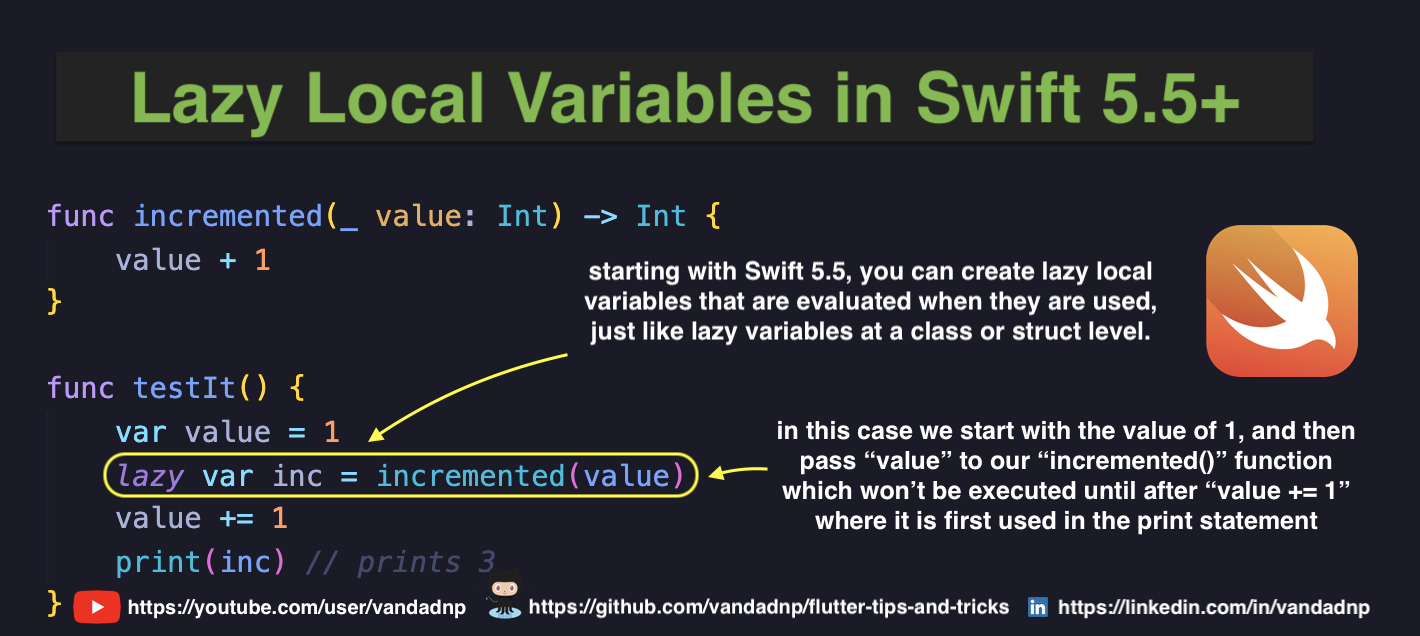 Lazy Local Variables in Swift 5.5+
func incremented(_ value: Int) -> Int {
value + 1
}
starting with Swift 5.5, you can create lazy local
variables that are evaluated when they are used,
just like lazy variables at a class or struct level.
func testIt() {
var value = 1
lazy var inc = incremented(value)
value += 1
print(inc) // prints 3
}
in this case we start with the value of 1, and then
pass “value” to our “incremented()” function
which won’t be executed until after “value += 1”
where it is first used in the print statement
https://youtube.com/user/vandadnp
https://github.com/vandadnp/flutter-tips-and-tricks
in https://linkedin.com/in/vandadnp